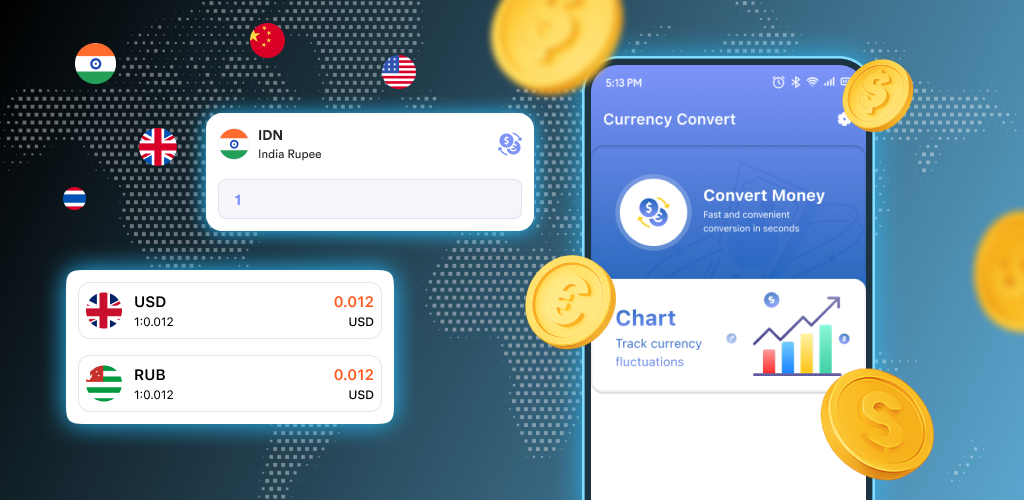 IDN
India Rupee
1
USD
0.012
1:0.012
USD
RUB
0.012
1:0.012
USD
5:13 PM
Currency Convert
Convert Money
Fast and convenient
conversion in seconds
Chart
Track currency
fluctuations